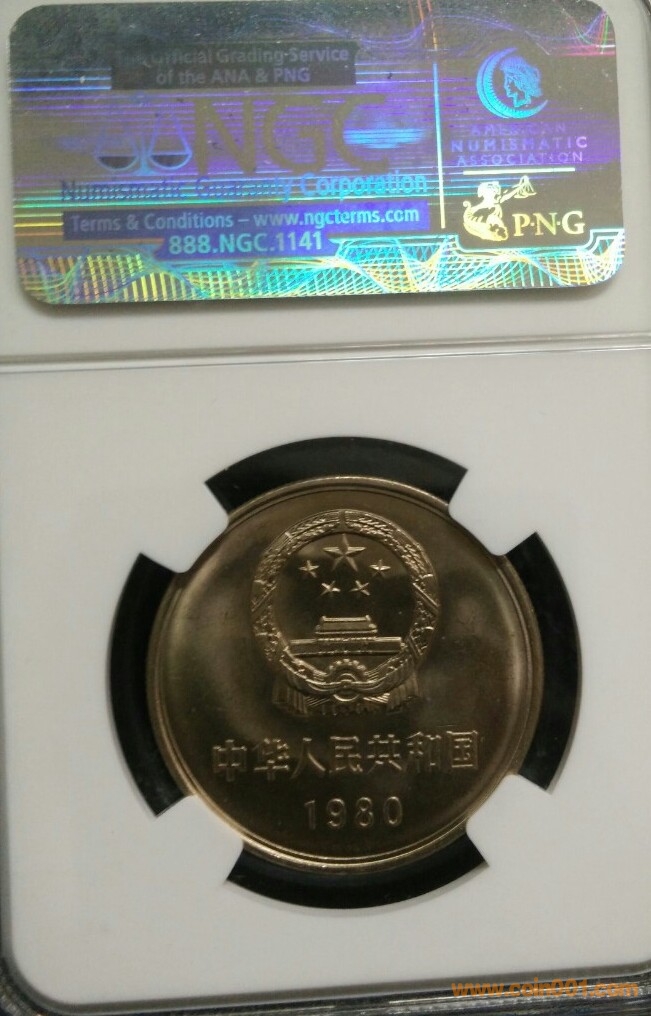 The Official Grading Service
of the ANA & PNG
NGC
Numismatic Guaranty Corporation
Terms & Conditions – www.ngcterms.com
888.NGC.1141
AMERICAN
NUMISMATIC
ASSOCIATION
P·N·G
中华人民共和国
1980
www.coin001.com